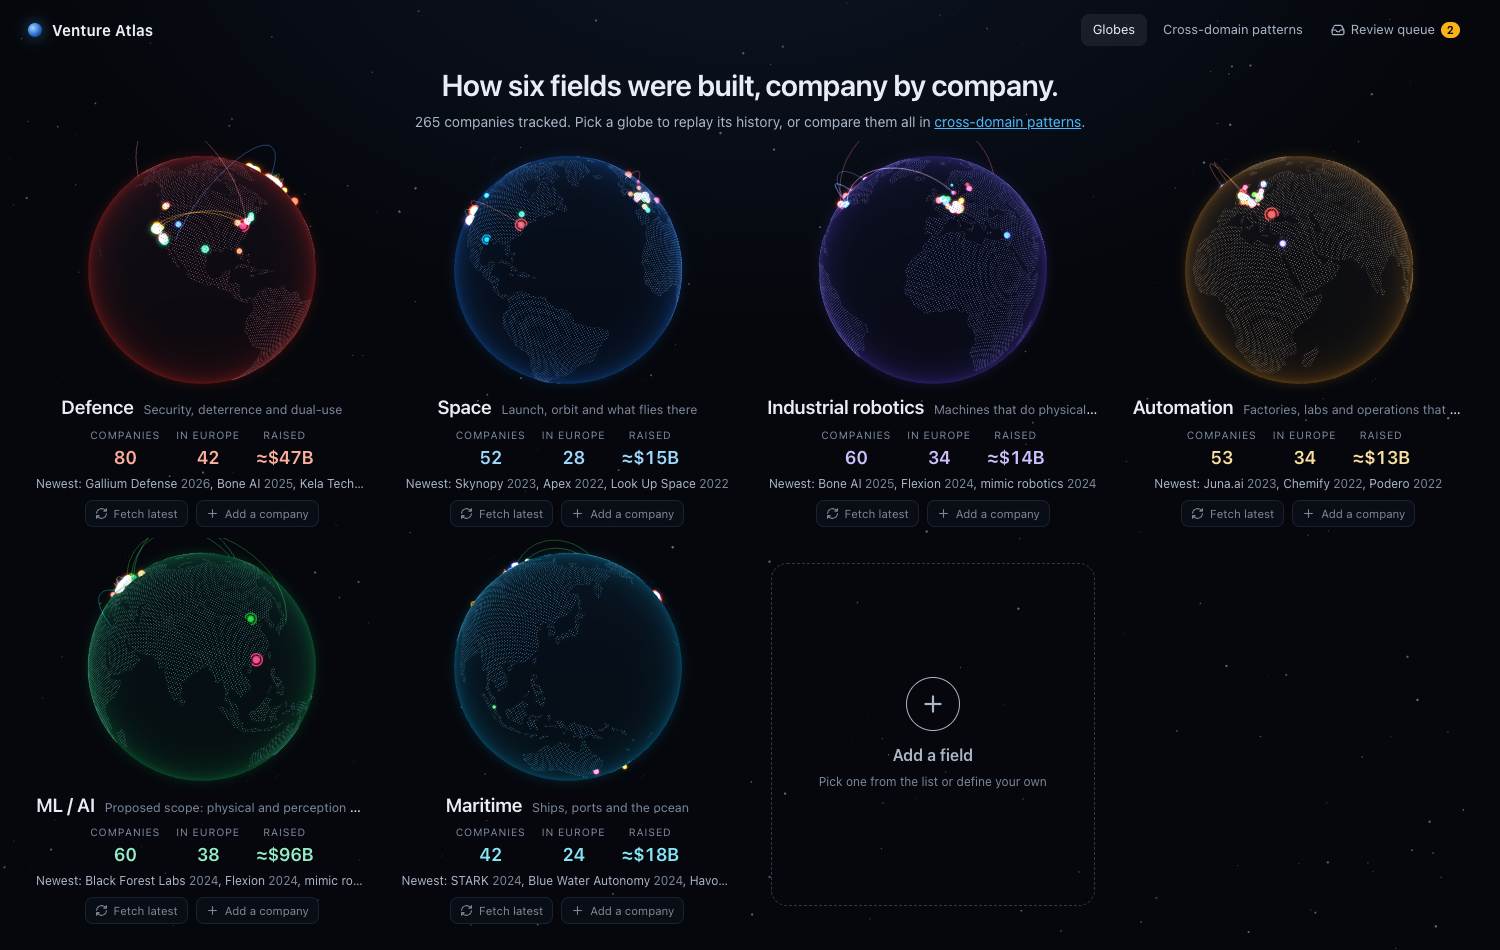 Venture Atlas
Globes
Cross-domain patterns
Review queue 2
How six fields were built, company by company.
265 companies tracked. Pick a globe to replay its history, or compare them all in cross-domain patterns.
Defence Security, deterrence and dual-use
COMPANIES IN EUROPE RAISED
80 42 ≈$47B
Newest: Gallium Defense 2026, Bone AI 2025, Kela Tech…
Fetch latest + Add a company
Space Launch, orbit and what flies there
COMPANIES IN EUROPE RAISED
52 28 ≈$15B
Newest: Skynopy 2023, Apex 2022, Look Up Space 2022
Fetch latest + Add a company
Industrial robotics Machines that do physical…
COMPANIES IN EUROPE RAISED
60 34 ≈$14B
Newest: Bone AI 2025, Flexion 2024, mimic robotics 2024
Fetch latest + Add a company
Automation Factories, labs and operations that …
COMPANIES IN EUROPE RAISED
53 34 ≈$13B
Newest: Juna.ai 2023, Chemify 2022, Podero 2022
Fetch latest + Add a company
ML / AI Proposed scope: physical and perception …
COMPANIES IN EUROPE RAISED
60 38 ≈$96B
Newest: Black Forest Labs 2024, Flexion 2024, mimic ro…
Fetch latest + Add a company
Maritime Ships, ports and the ocean
COMPANIES IN EUROPE RAISED
42 24 ≈$18B
Newest: STARK 2024, Blue Water Autonomy 2024, Havo…
Fetch latest + Add a company
+
Add a field
Pick one from the list or define your own